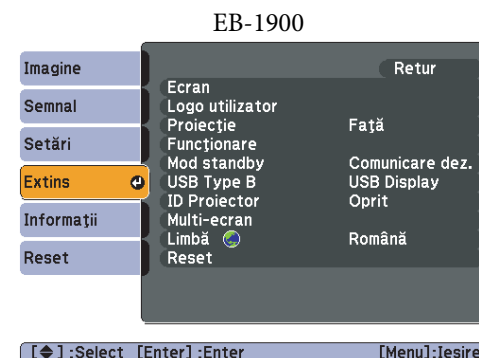 EB-1900
Imagine
Semnal
Setări
Extins
Informaţii
Reset
Retur
Ecran
Logo utilizator
Proiecţie Faţă
Funcţionare
Mod standby Comunicare dez.
USB Type B USB Display
ID Proiector Oprit
Multi-ecran
Limbă Română
Reset
[ ] :Select [Enter] :Enter [Menu]:Iesire